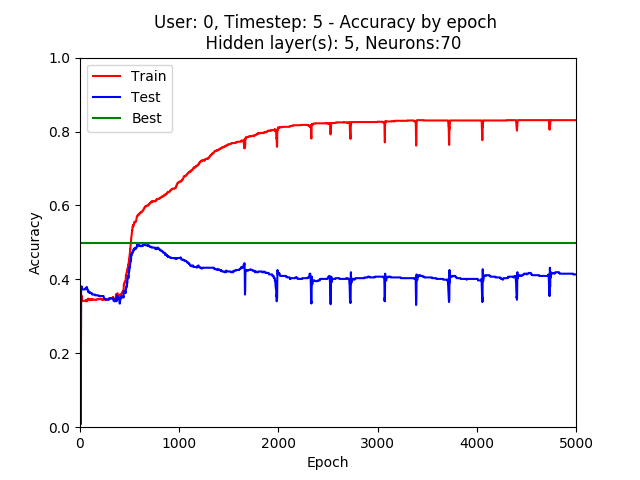 User: 0, Timestep: 5 - Accuracy by epoch
Hidden layer(s): 5, Neurons:70
Train
Test
Best
Accuracy
1.0
0.8
0.6
0.4
0.2
0.0
0 1000 2000 3000 4000 5000
Epoch